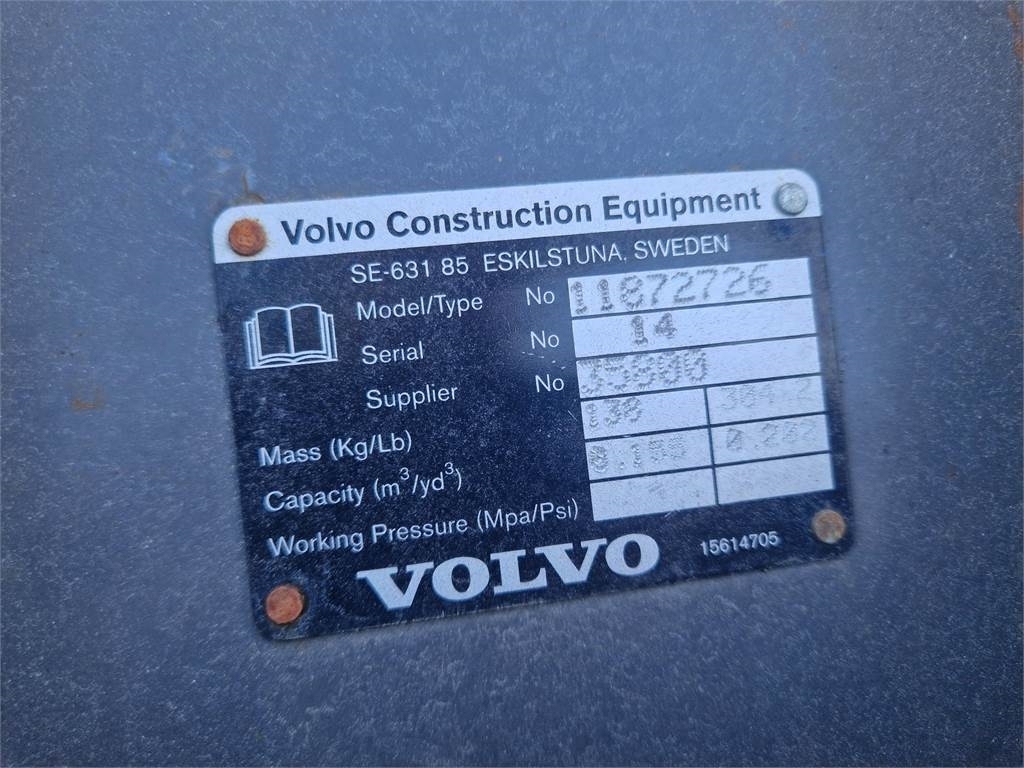 Volvo Construction Equipment
SE-631 85 ESKILSTUNA, SWEDEN
Model/Type No 11872726
Serial No 14
Supplier No
Mass (Kg/Lb) 138
Capacity (m³/yd³)
Working Pressure (Mpa/Psi)
VOLVO 15614705